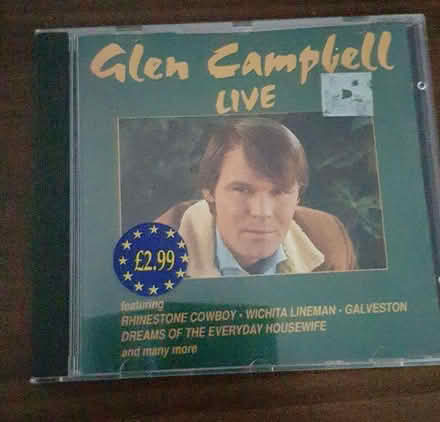 Glen Campbell
LIVE
£2.99
featuring
RHINESTONE COWBOY · WICHITA LINEMAN · GALVESTON
DREAMS OF THE EVERYDAY HOUSEWIFE
and many more